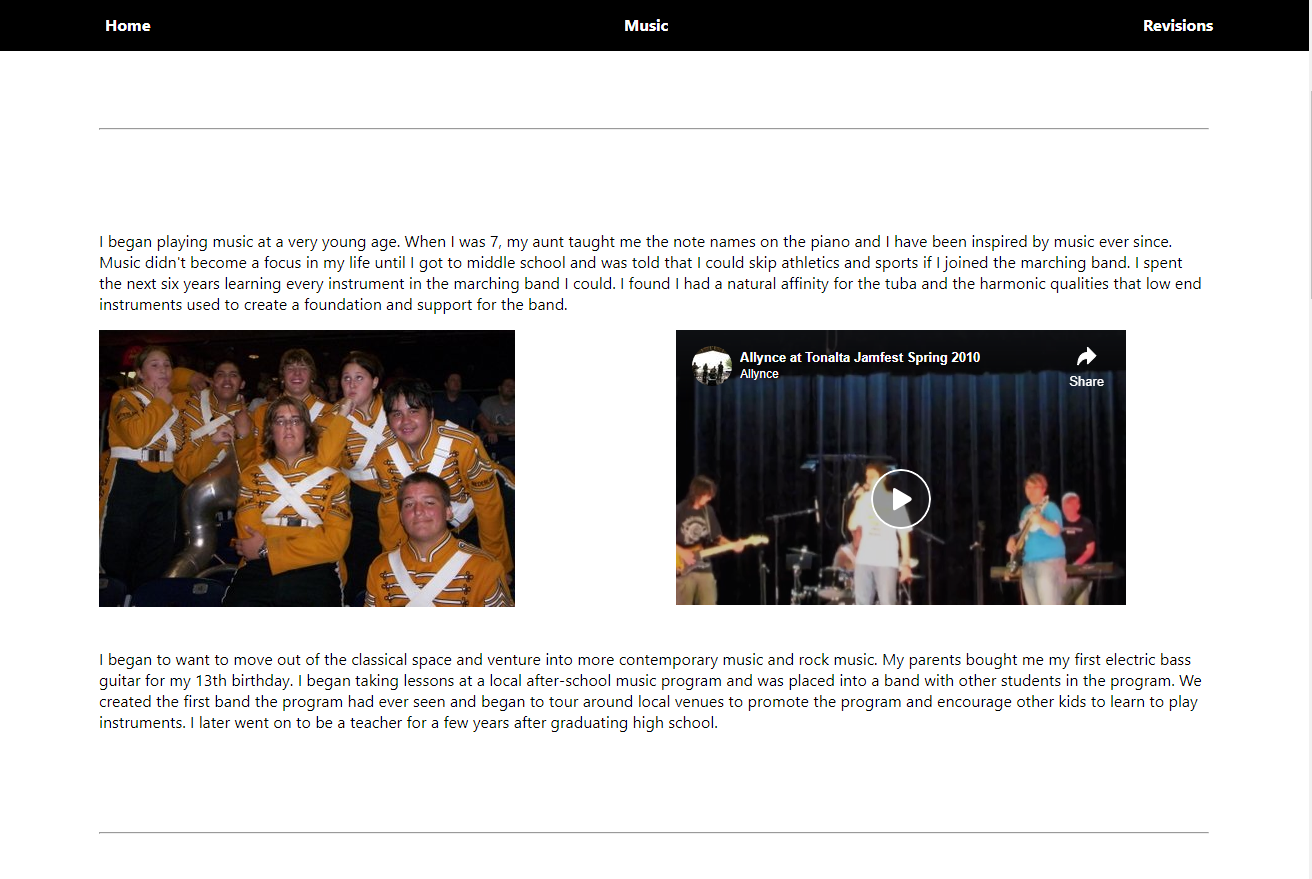 Home Music Revisions
I began playing music at a very young age. When I was 7, my aunt taught me the note names on the piano and I have been inspired by music ever since.
Music didn't become a focus in my life until I got to middle school and was told that I could skip athletics and sports if I joined the marching band. I spent
the next six years learning every instrument in the marching band I could. I found I had a natural affinity for the tuba and the harmonic qualities that low end
instruments used to create a foundation and support for the band.
Allynce at Tonalta Jamfest Spring 2010
Allynce
Share
I began to want to move out of the classical space and venture into more contemporary music and rock music. My parents bought me my first electric bass
guitar for my 13th birthday. I began taking lessons at a local after-school music program and was placed into a band with other students in the program. We
created the first band the program had ever seen and began to tour around local venues to promote the program and encourage other kids to learn to play
instruments. I later went on to be a teacher for a few years after graduating high school.